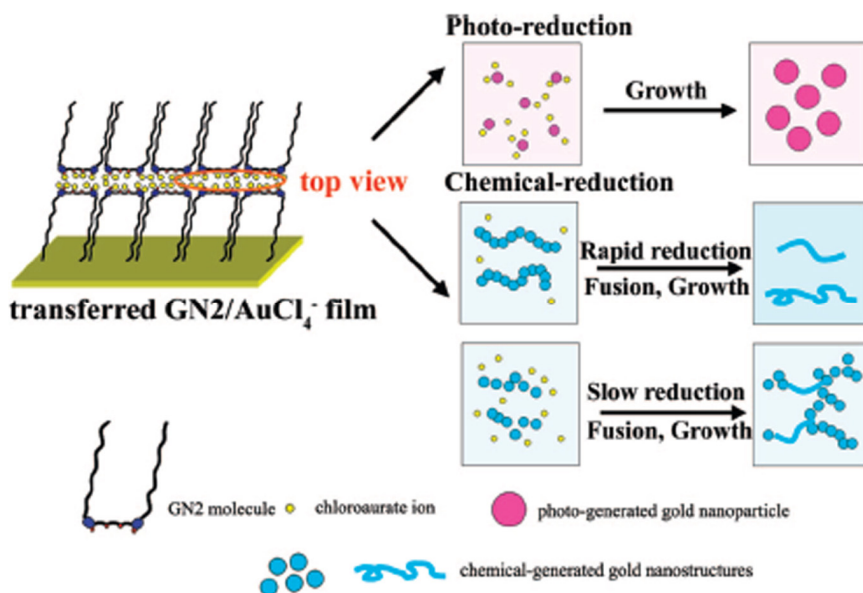 Photo-reduction
Growth
top view
Chemical-reduction
Rapid reduction
Fusion, Growth
transferred GN2/AuCl₄⁻ film
Slow reduction
Fusion, Growth
GN2 molecule
chloroaurate ion
photo-generated gold nanoparticle
chemical-generated gold nanostructures